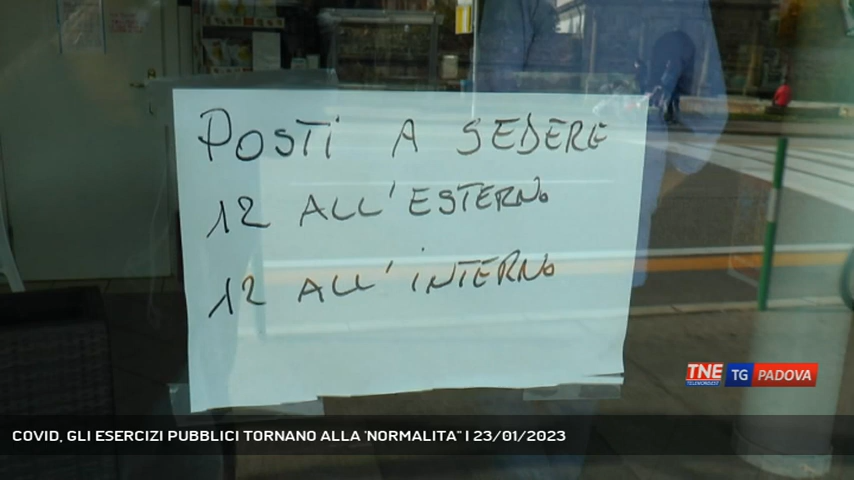 POSTI A SEDERE
12 ALL'ESTERNO
12 ALL'INTERNO
TNE
TELENORDEST
TG PADOVA
COVID, GLI ESERCIZI PUBBLICI TORNANO ALLA "NORMALITA'" | 23/01/2023